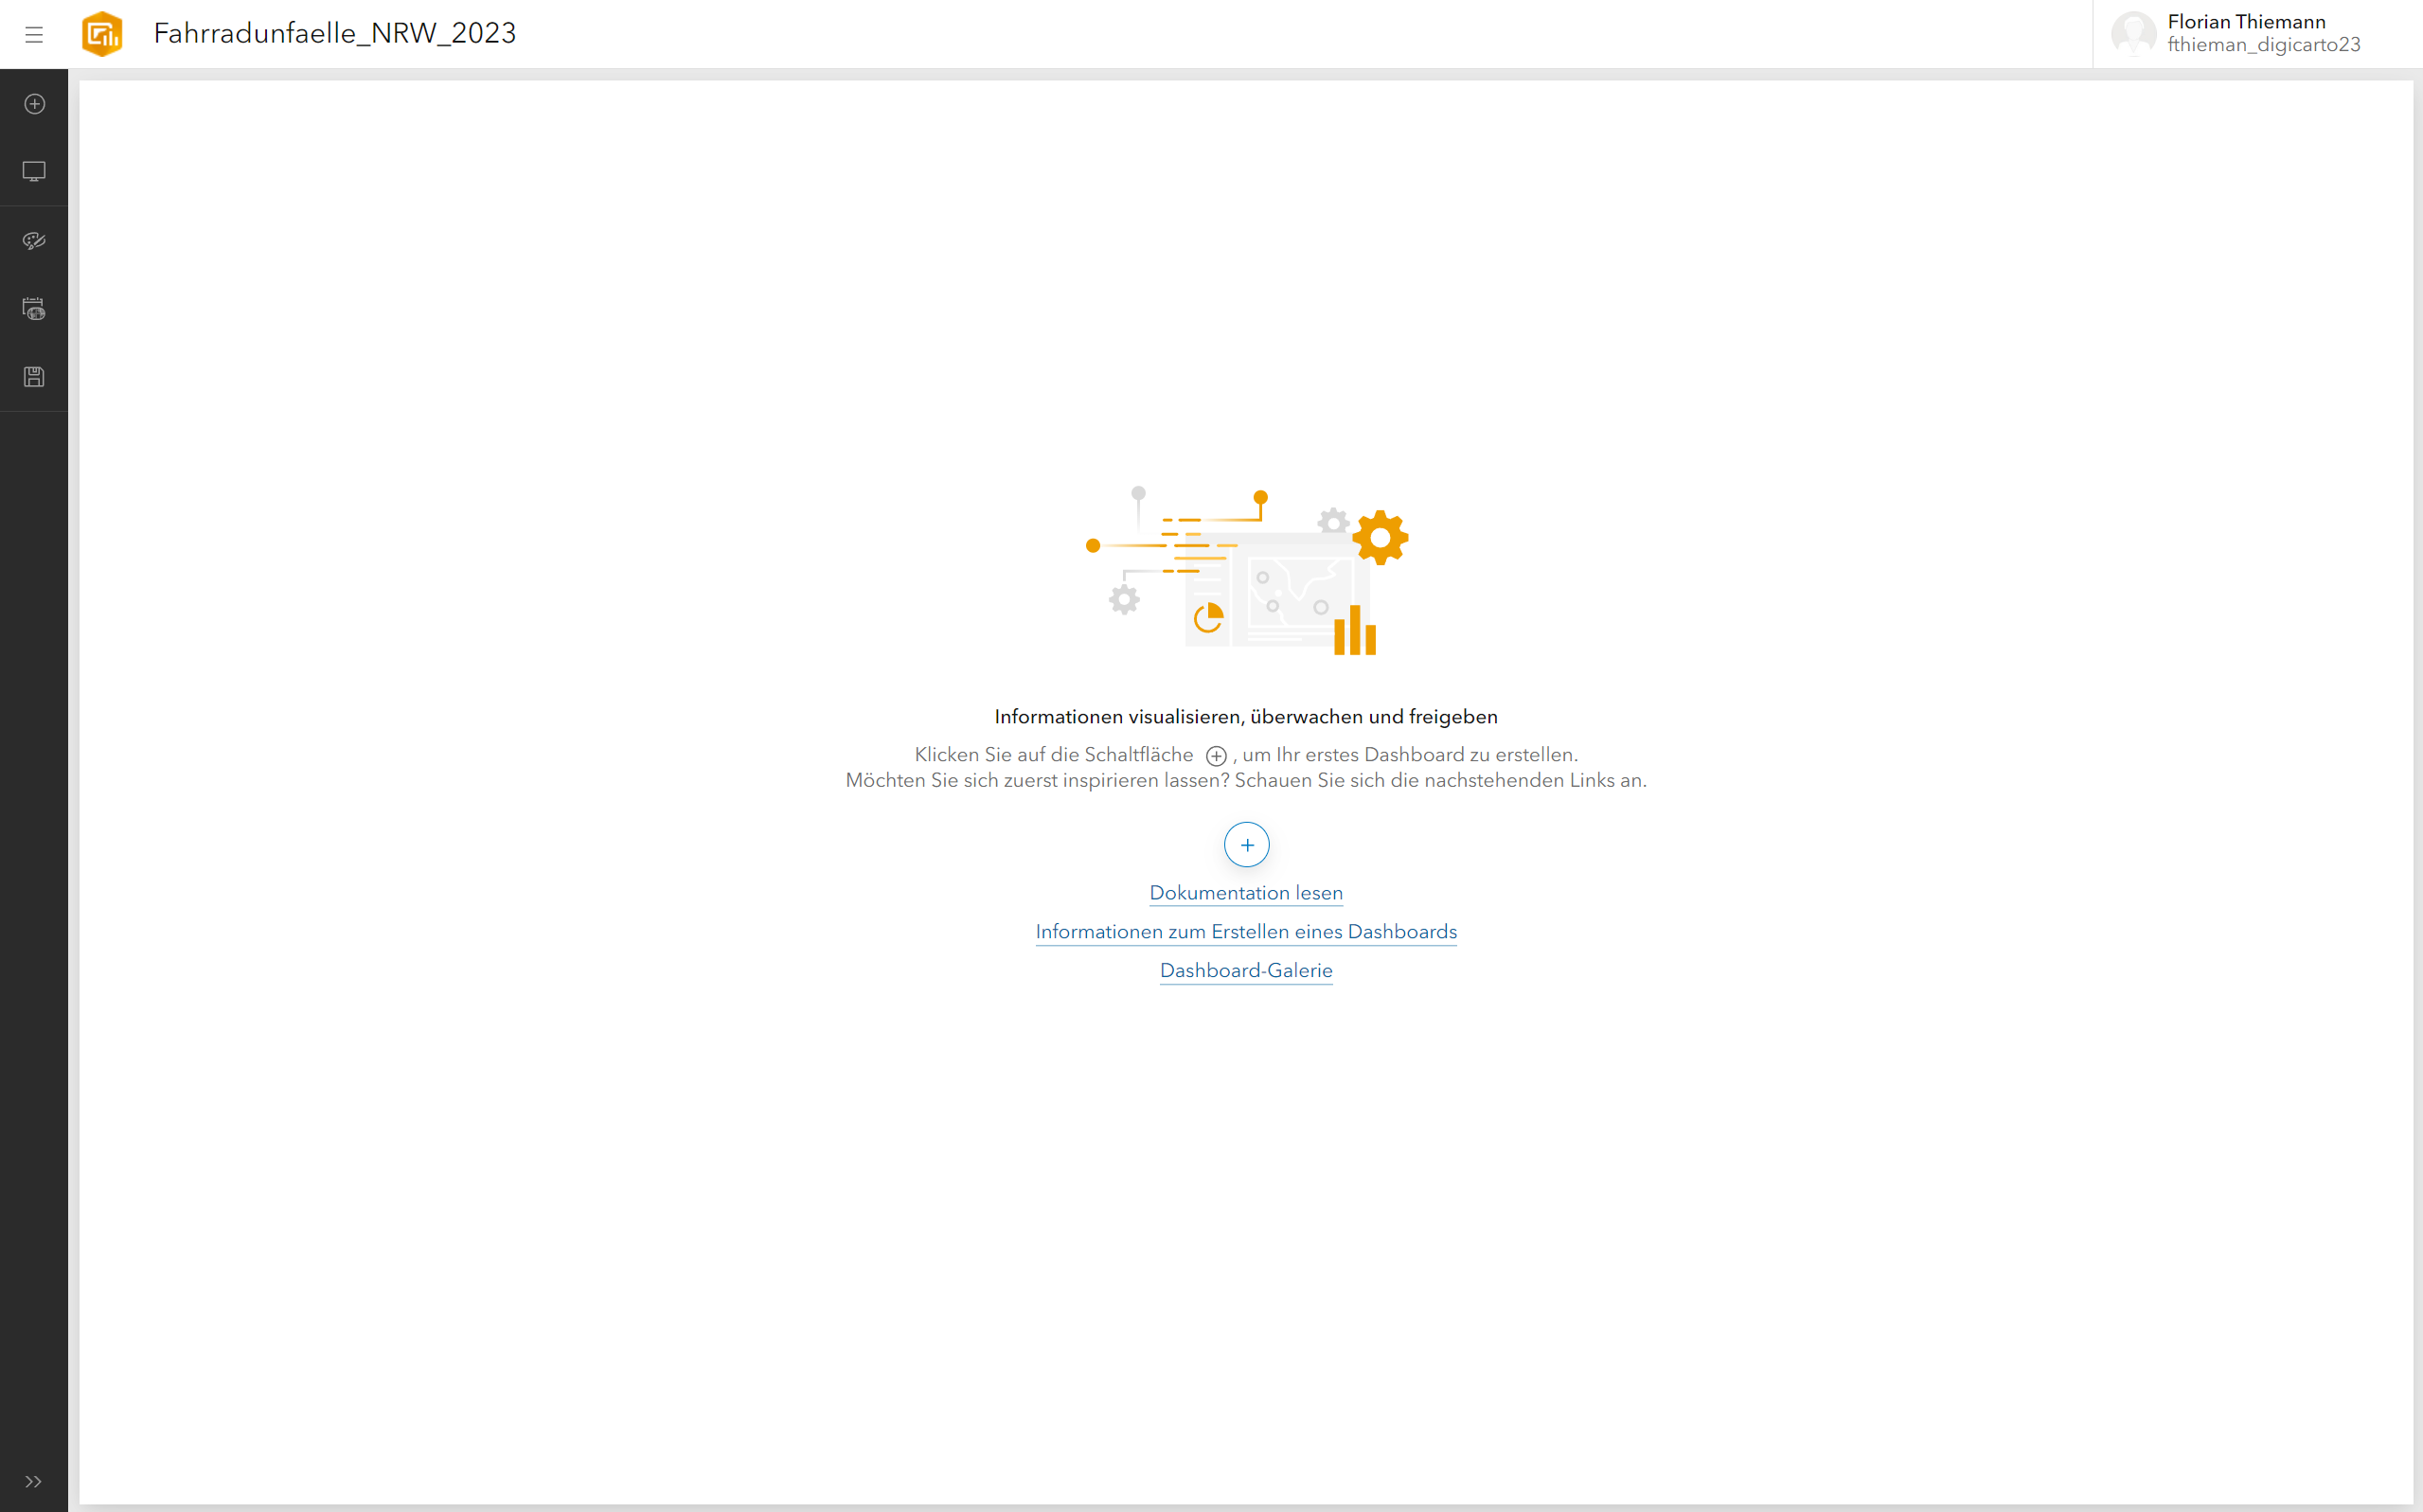 Fahrradunfaelle_NRW_2023
Florian Thiemann
fthieman_digicarto23
Informationen visualisieren, überwachen und freigeben
Klicken Sie auf die Schaltfläche , um Ihr erstes Dashboard zu erstellen.
Möchten Sie sich zuerst inspirieren lassen? Schauen Sie sich die nachstehenden Links an.
Dokumentation lesen
Informationen zum Erstellen eines Dashboards
Dashboard-Galerie